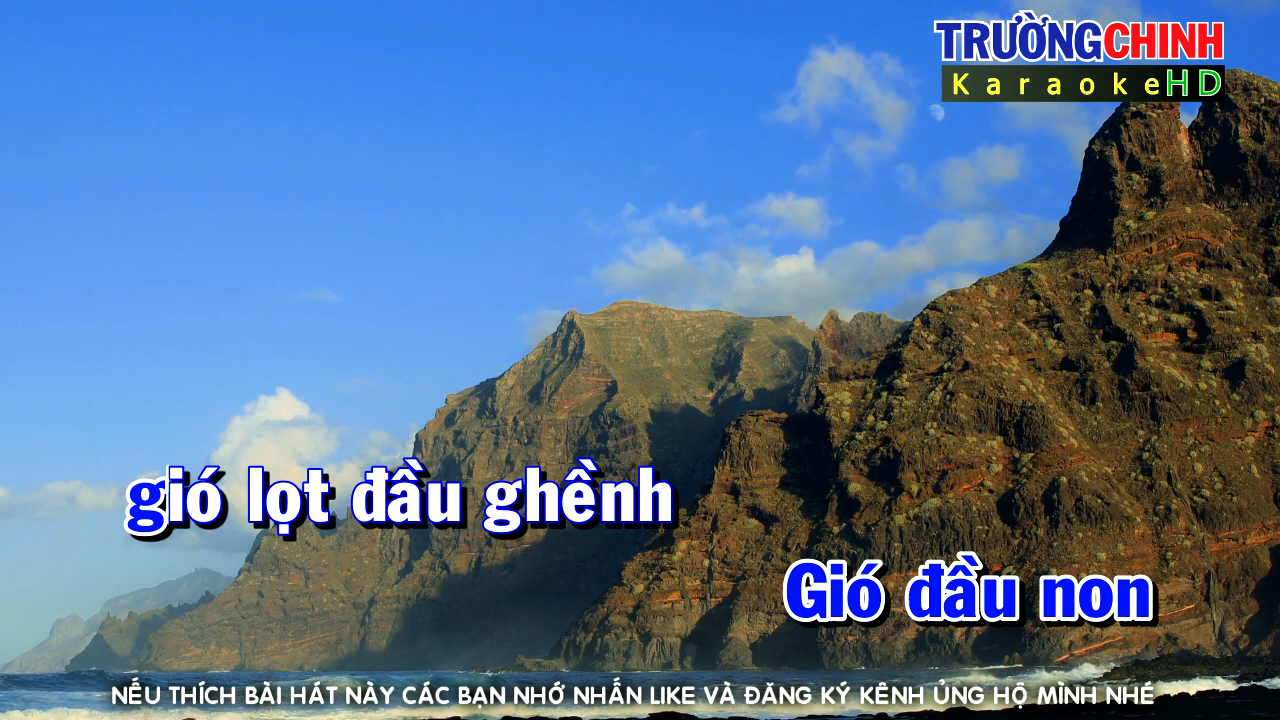 TRƯỜNGCHINH
KaraokeHD
gió lọt đầu ghềnh
Gió đầu non
NẾU THÍCH BÀI HÁT NÀY CÁC BẠN NHỚ NHẤN LIKE VÀ ĐĂNG KÝ KÊNH ỦNG HỘ MÌNH NHÉ